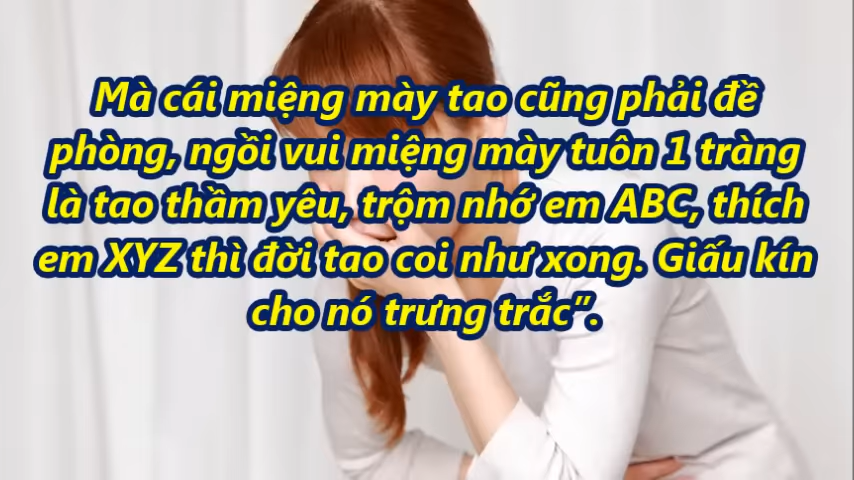 Mà cái miệng mày tao cũng phải đề
phòng, ngồi vui miệng mày tuôn 1 tràng
là tao thầm yêu, trộm nhớ em ABC, thích
em XYZ thì đời tao coi như xong. Giấu kín
cho nó trưng trắc”.